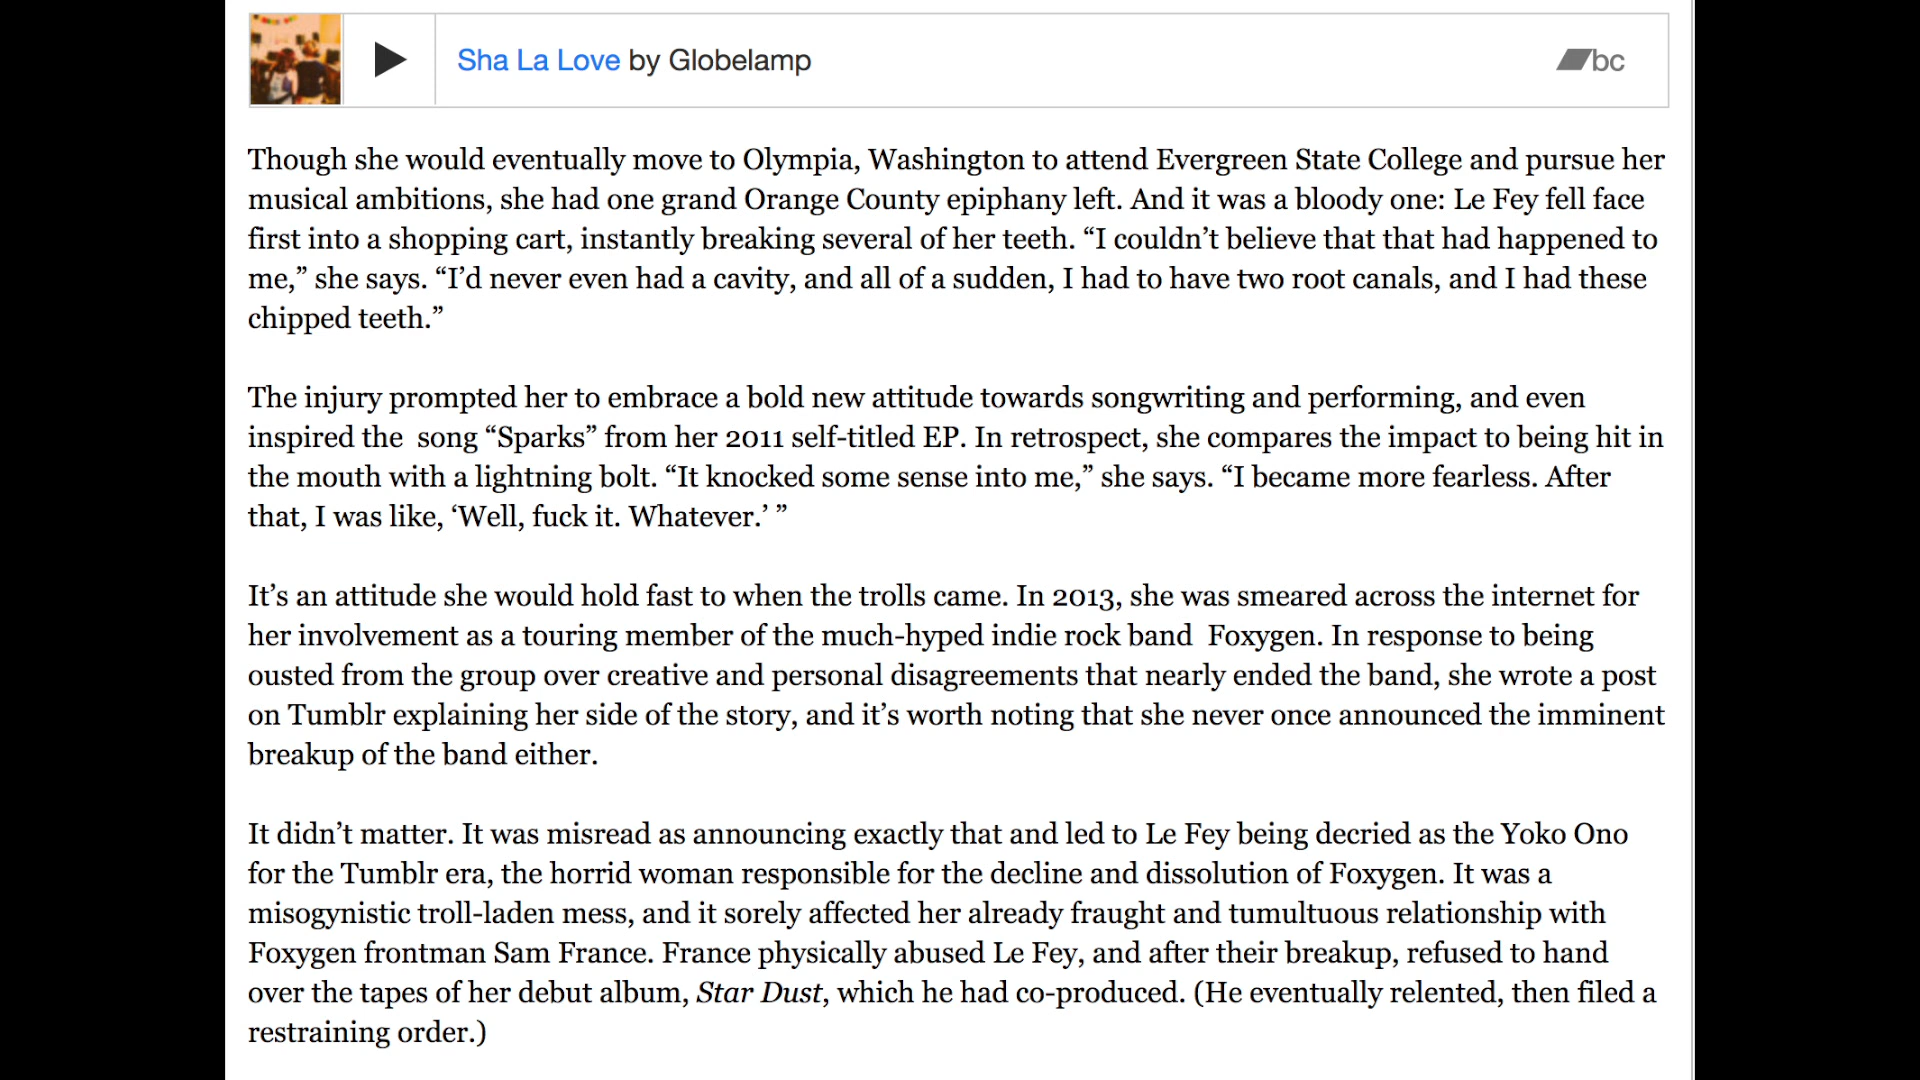 Sha La Love by Globelamp
bc
Though she would eventually move to Olympia, Washington to attend Evergreen State College and pursue her
musical ambitions, she had one grand Orange County epiphany left. And it was a bloody one: Le Fey fell face
first into a shopping cart, instantly breaking several of her teeth. “I couldn’t believe that that had happened to
me,” she says. “I’d never even had a cavity, and all of a sudden, I had to have two root canals, and I had these
chipped teeth.”
The injury prompted her to embrace a bold new attitude towards songwriting and performing, and even
inspired the  song “Sparks” from her 2011 self-titled EP. In retrospect, she compares the impact to being hit in
the mouth with a lightning bolt. “It knocked some sense into me,” she says. “I became more fearless. After
that, I was like, ‘Well, fuck it. Whatever.’ ”
It’s an attitude she would hold fast to when the trolls came. In 2013, she was smeared across the internet for
her involvement as a touring member of the much-hyped indie rock band  Foxygen. In response to being
ousted from the group over creative and personal disagreements that nearly ended the band, she wrote a post
on Tumblr explaining her side of the story, and it’s worth noting that she never once announced the imminent
breakup of the band either.
It didn’t matter. It was misread as announcing exactly that and led to Le Fey being decried as the Yoko Ono
for the Tumblr era, the horrid woman responsible for the decline and dissolution of Foxygen. It was a
misogynistic troll-laden mess, and it sorely affected her already fraught and tumultuous relationship with
Foxygen frontman Sam France. France physically abused Le Fey, and after their breakup, refused to hand
over the tapes of her debut album, Star Dust, which he had co-produced. (He eventually relented, then filed a
restraining order.)